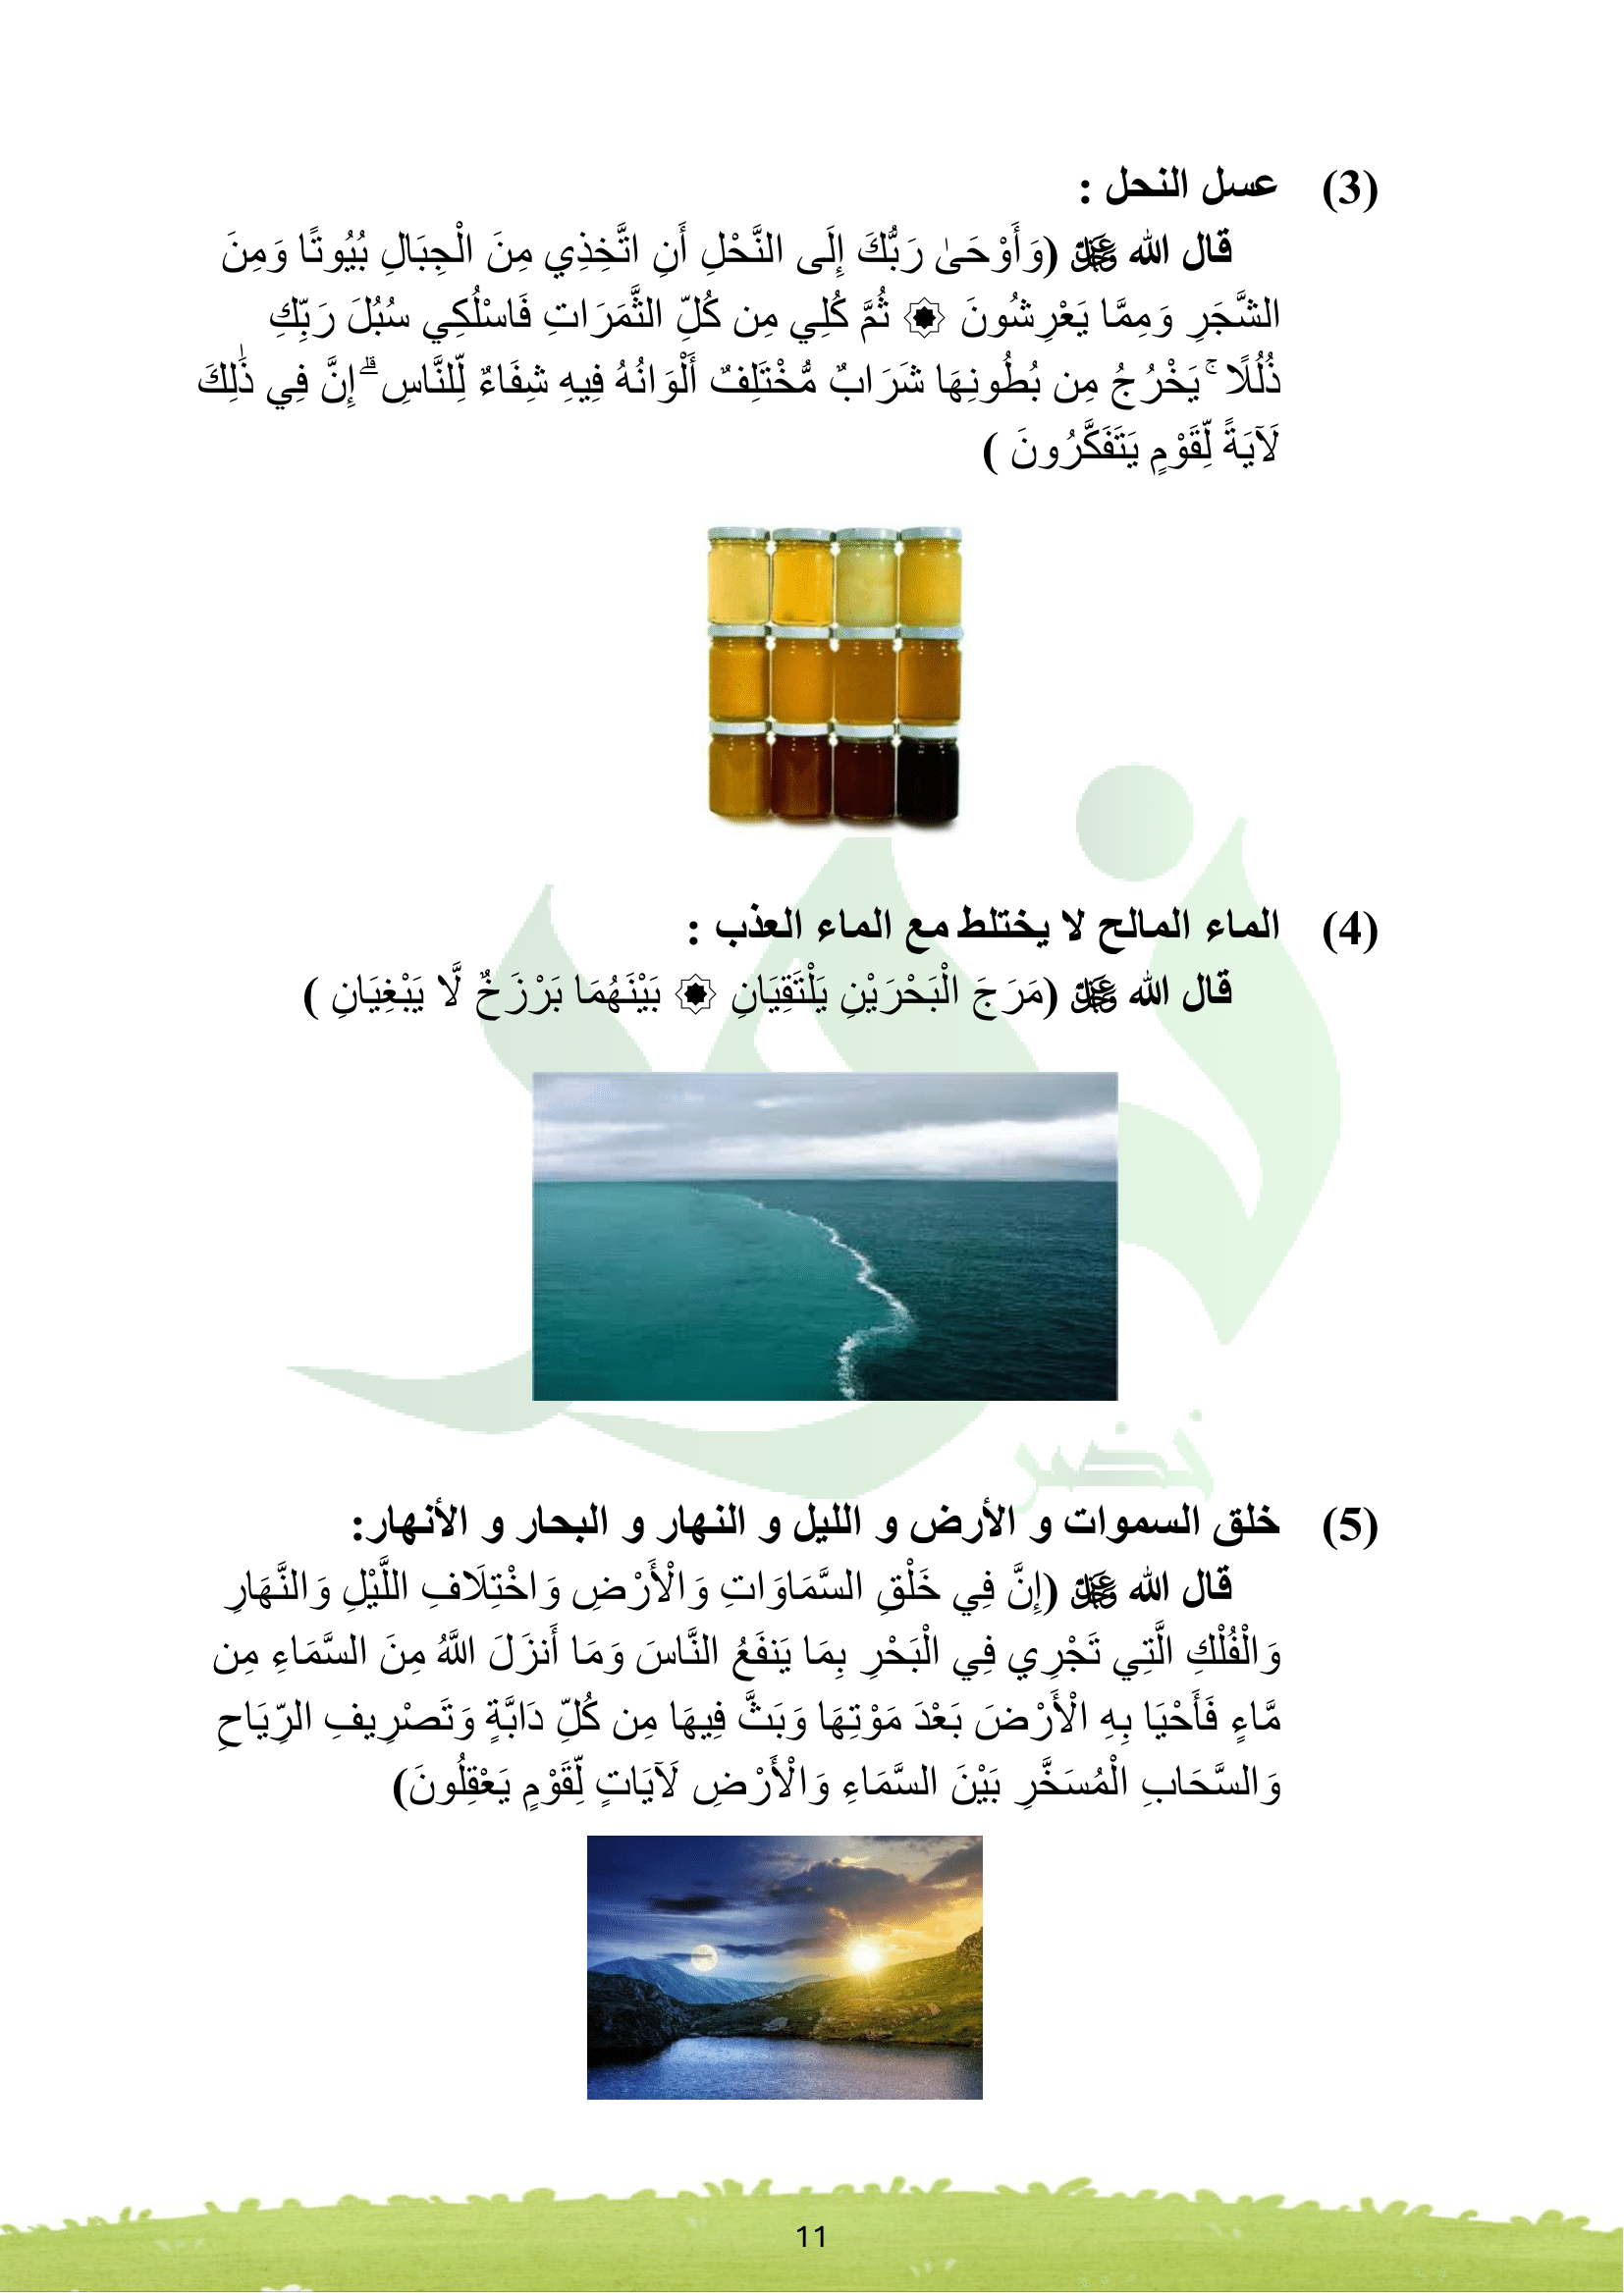 (3) عسل النحل :
قال الله ﷻ (وَأَوْحَىٰ رَبُّكَ إِلَى النَّحْلِ أَنِ اتَّخِذِي مِنَ الْجِبَالِ بُيُوتًا وَمِنَ
الشَّجَرِ وَمِمَّا يَعْرِشُونَ ۞ ثُمَّ كُلِي مِن كُلِّ الثَّمَرَاتِ فَاسْلُكِي سُبُلَ رَبِّكِ
ذُلُلًا ۚ يَخْرُجُ مِن بُطُونِهَا شَرَابٌ مُّخْتَلِفٌ أَلْوَانُهُ فِيهِ شِفَاءٌ لِّلنَّاسِ ۗ إِنَّ فِي ذَٰلِكَ
لَآيَةً لِّقَوْمٍ يَتَفَكَّرُونَ )
(4) الماء المالح لا يختلط مع الماء العذب :
قال الله ﷻ (مَرَجَ الْبَحْرَيْنِ يَلْتَقِيَانِ ۞ بَيْنَهُمَا بَرْزَخٌ لَّا يَبْغِيَانِ )
نضر
(5) خلق السموات و الأرض و الليل و النهار و البحار و الأنهار:
قال الله ﷻ (إِنَّ فِي خَلْقِ السَّمَاوَاتِ وَالْأَرْضِ وَاخْتِلَافِ اللَّيْلِ وَالنَّهَارِ
وَالْفُلْكِ الَّتِي تَجْرِي فِي الْبَحْرِ بِمَا يَنفَعُ النَّاسَ وَمَا أَنزَلَ اللَّهُ مِنَ السَّمَاءِ مِن
مَّاءٍ فَأَحْيَا بِهِ الْأَرْضَ بَعْدَ مَوْتِهَا وَبَثَّ فِيهَا مِن كُلِّ دَابَّةٍ وَتَصْرِيفِ الرِّيَاحِ
وَالسَّحَابِ الْمُسَخَّرِ بَيْنَ السَّمَاءِ وَالْأَرْضِ لَآيَاتٍ لِّقَوْمٍ يَعْقِلُونَ)
11